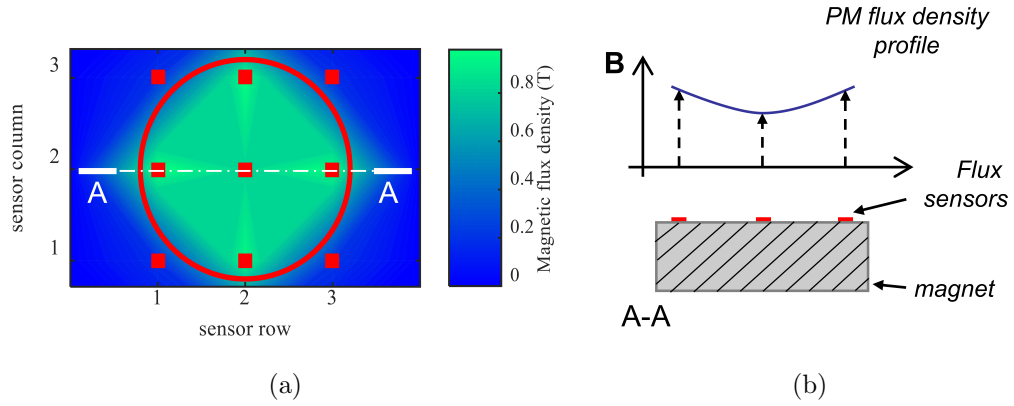 3
2
1
sensor column
A
A
1
2
3
sensor row
0.8
0.6
0.4
0.2
0
Magnetic flux density (T)
(a)
PM flux density
profile
B
Flux
sensors
magnet
A-A
(b)